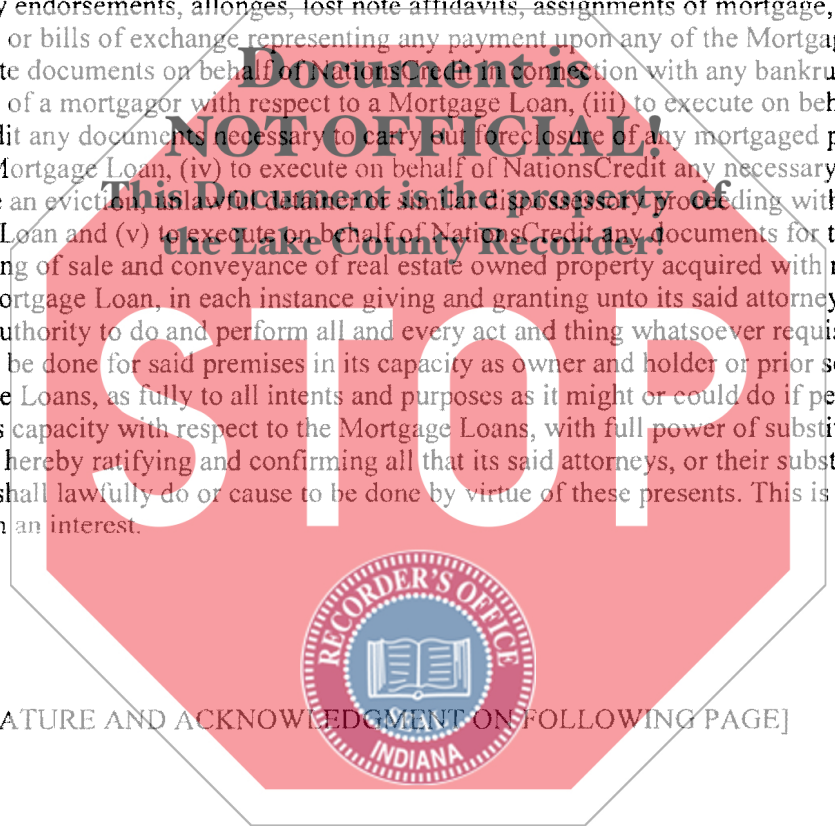 y endorsements, allonges, lost note affidavits, assignments of mortgage,
or bills of exchange representing any payment upon any of the Mortga
te documents on behalf of NationsCredit in connection with any bankru
of a mortgagor with respect to a Mortgage Loan, (iii) to execute on beh
dit any documents necessary to carry out foreclosure of any mortgaged p
Mortgage Loan, (iv) to execute on behalf of NationsCredit any necessary
e an eviction, unlawful detainer or similar dispossessory proceeding with
Loan and (v) to execute on behalf of NationsCredit any documents for t
ng of sale and conveyance of real estate owned property acquired with r
ortgage Loan, in each instance giving and granting unto its said attorney
uthority to do and perform all and every act and thing whatsoever requis
be done for said premises in its capacity as owner and holder or prior se
e Loans, as fully to all intents and purposes as it might or could do if pe
s capacity with respect to the Mortgage Loans, with full power of substit
hereby ratifying and confirming all that its said attorneys, or their subst
shall lawfully do or cause to be done by virtue of these presents. This is
n an interest.
ATURE AND ACKNOWLEDGMENT ON FOLLOWING PAGE]
Document is
NOT OFFICIAL!
This Document is the property of
the Lake County Recorder!
STOP
RECORDER'S OFFICE
SEAL
INDIANA